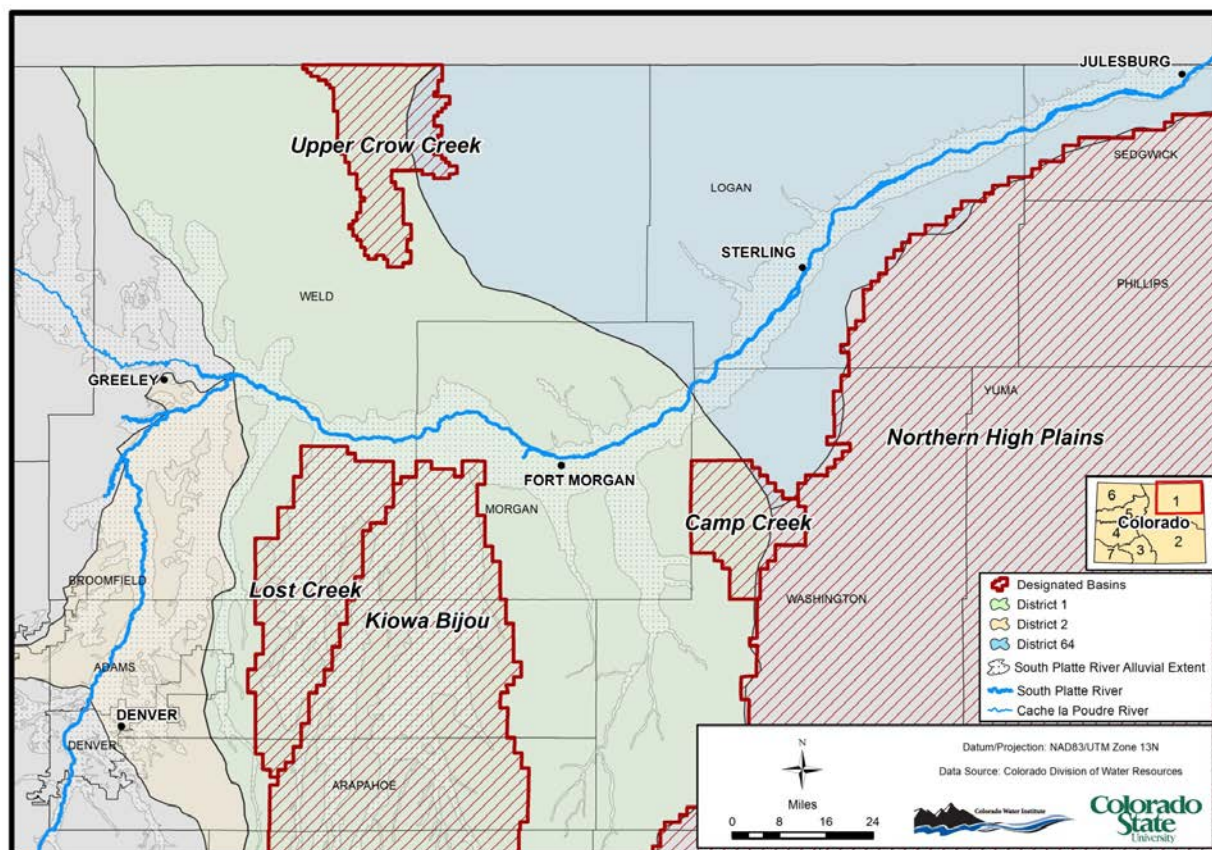 JULESBURG
Upper Crow Creek
SEDGWICK
LOGAN
STERLING
WELD
PHILLIPS
GREELEY
YUMA
Northern High Plains
FORT MORGAN
MORGAN
Camp Creek
BROOMFIELD
Lost Creek
Kiowa Bijou
WASHINGTON
ADAMS
DENVER
DENVER
ARAPAHOE
6
1
5
Colorado
4
2
7
3
Designated Basins
District 1
District 2
District 64
South Platte River Alluvial Extent
South Platte River
Cache la Poudre River
N
Miles
0 8 16 24
Datum/Projection: NAD83/UTM Zone 13N
Data Source: Colorado Division of Water Resources
Colorado Water Institute
Colorado
State
University